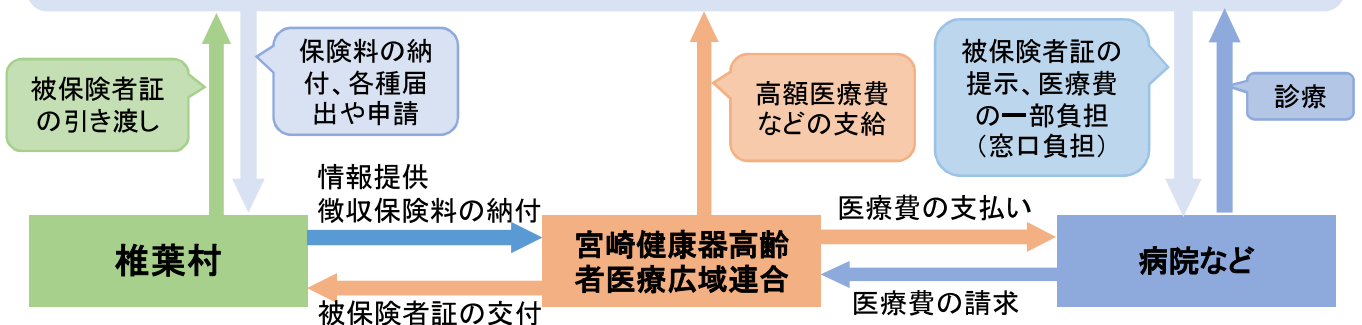 被保険者証
の引き渡し
保険料の納
付、各種届
出や申請
高額医療費
などの支給
被保険者証の
提示、医療費
の一部負担
（窓口負担）
診療
情報提供
徴収保険料の納付
医療費の支払い
椎葉村
宮崎健康器高齢
者医療広域連合
病院など
被保険者証の交付
医療費の請求